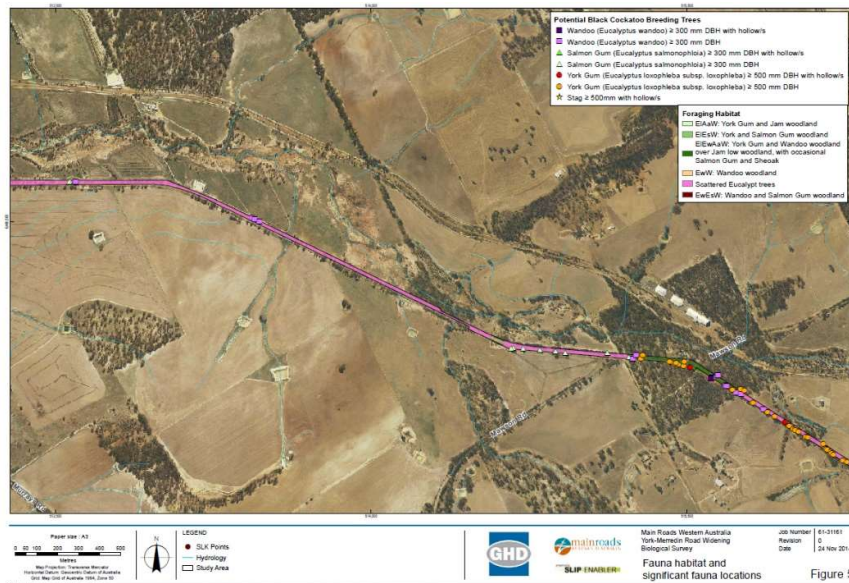 Potential Black Cockatoo Breeding Trees
Wandoo (Eucalyptus wandoo) ≥ 300 mm DBH with hollow/s
Wandoo (Eucalyptus wandoo) ≥ 300 mm DBH
Salmon Gum (Eucalyptus salmonophloia) ≥ 300 mm DBH with hollow/s
Salmon Gum (Eucalyptus salmonophloia) ≥ 300 mm DBH
York Gum (Eucalyptus loxophleba subsp. loxophleba) ≥ 500 mm DBH with hollow/s
York Gum (Eucalyptus loxophleba subsp. loxophleba) ≥ 500 mm DBH
Stag ≥ 500mm with hollow/s
Foraging Habitat
ElAaW: York Gum and Jam woodland
ElEsW: York and Salmon Gum woodland
ElEwAaW: York Gum and Wandoo woodland
over Jam low woodland, with occasional
Salmon Gum and Sheoak
EwW: Wandoo woodland
Scattered Eucalypt trees
EwEsW: Wandoo and Salmon Gum woodland
Mawson Rd
Mawson Rd
Paper size : A3
0 50 100 200 300 400 500
Metres
Map Projection: Transverse Mercator
Horizontal Datum: Geocentric Datum of Australia
Grid: Map Grid of Australia 1994, Zone 50
N
LEGEND
SLK Points
Hydrology
Study Area
GHD
mainroads
SLIP ENABLER
Main Roads Western Australia
York-Merredin Road Widening
Biological Survey
Fauna habitat and
significant fauna locations
Job Number 61-31161
Revision 0
Date 24 Nov 201
Figure 5